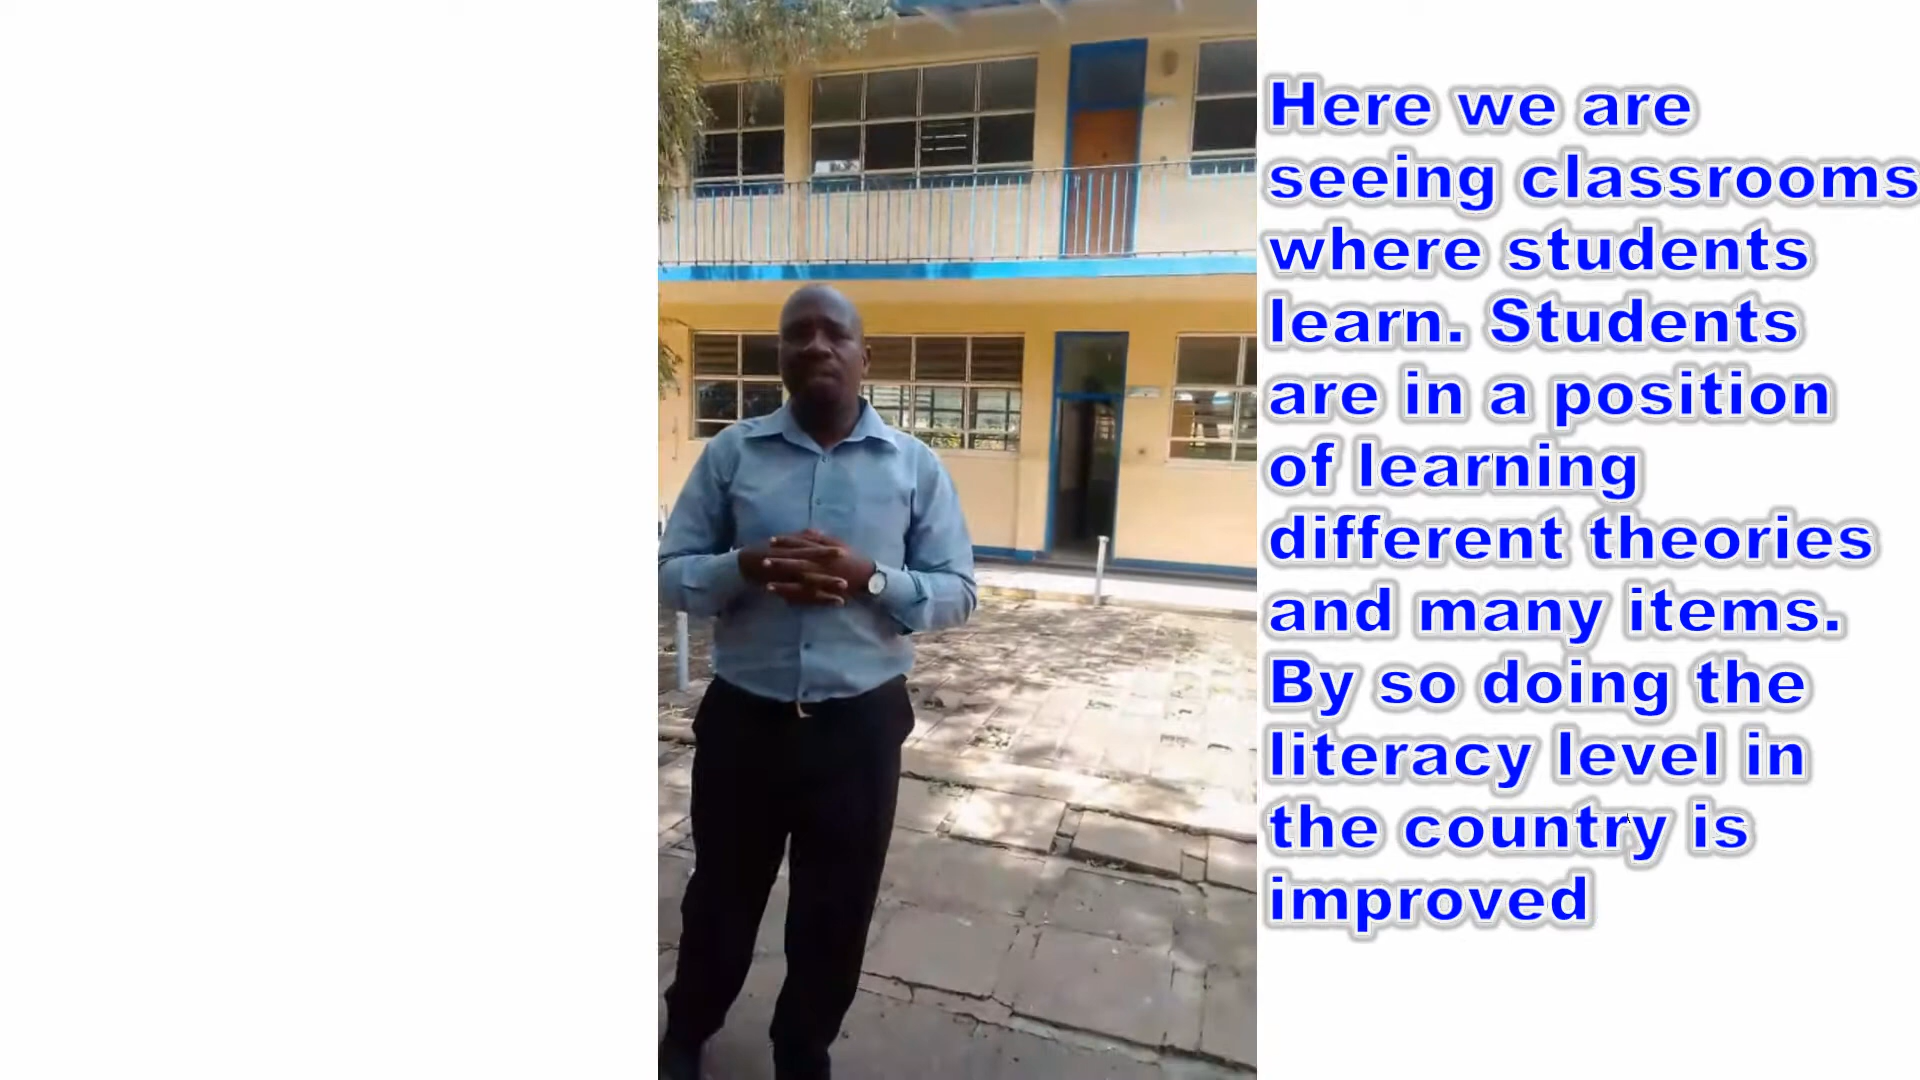 Here we are
seeing classrooms
where students
learn. Students
are in a position
of learning
different theories
and many items.
By so doing the
literacy level in
the country is
improved